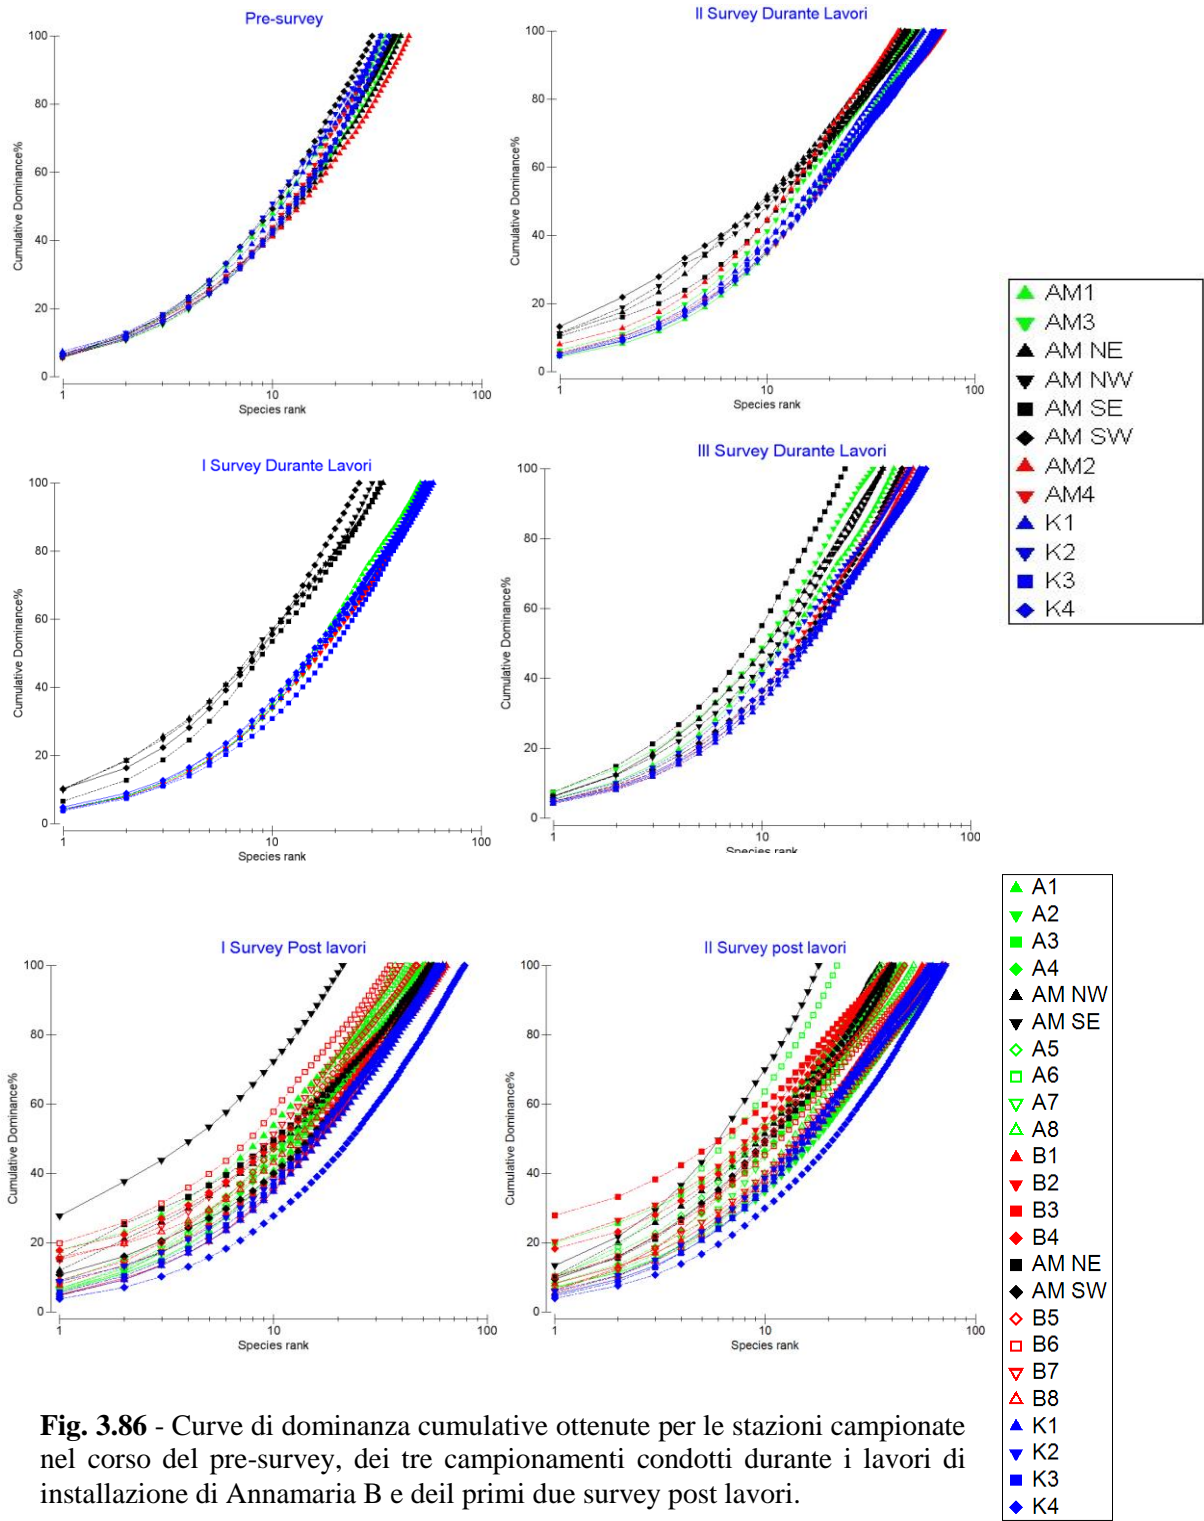 Pre-survey
Cumulative Dominance%
100
80
60
40
20
0
1
10
100
Species rank
II Survey Durante Lavori
Cumulative Dominance%
100
80
60
40
20
0
1
10
100
Species rank
AM1
AM3
AM NE
AM NW
AM SE
AM SW
AM2
AM4
K1
K2
K3
K4
I Survey Durante Lavori
Cumulative Dominance%
100
80
60
40
20
0
1
10
100
Species rank
III Survey Durante Lavori
Cumulative Dominance%
100
80
60
40
20
0
1
10
100
Species rank
I Survey Post lavori
Cumulative Dominance%
100
80
60
40
20
0
1
10
100
Species rank
II Survey post lavori
Cumulative Dominance%
100
80
60
40
20
0
1
10
100
Species rank
A1
A2
A3
A4
AM NW
AM SE
A5
A6
A7
A8
B1
B2
B3
B4
AM NE
AM SW
B5
B6
B7
B8
K1
K2
K3
K4
Fig. 3.86 - Curve di dominanza cumulative ottenute per le stazioni campionate
nel corso del pre-survey, dei tre campionamenti condotti durante i lavori di
installazione di Annamaria B e deil primi due survey post lavori.